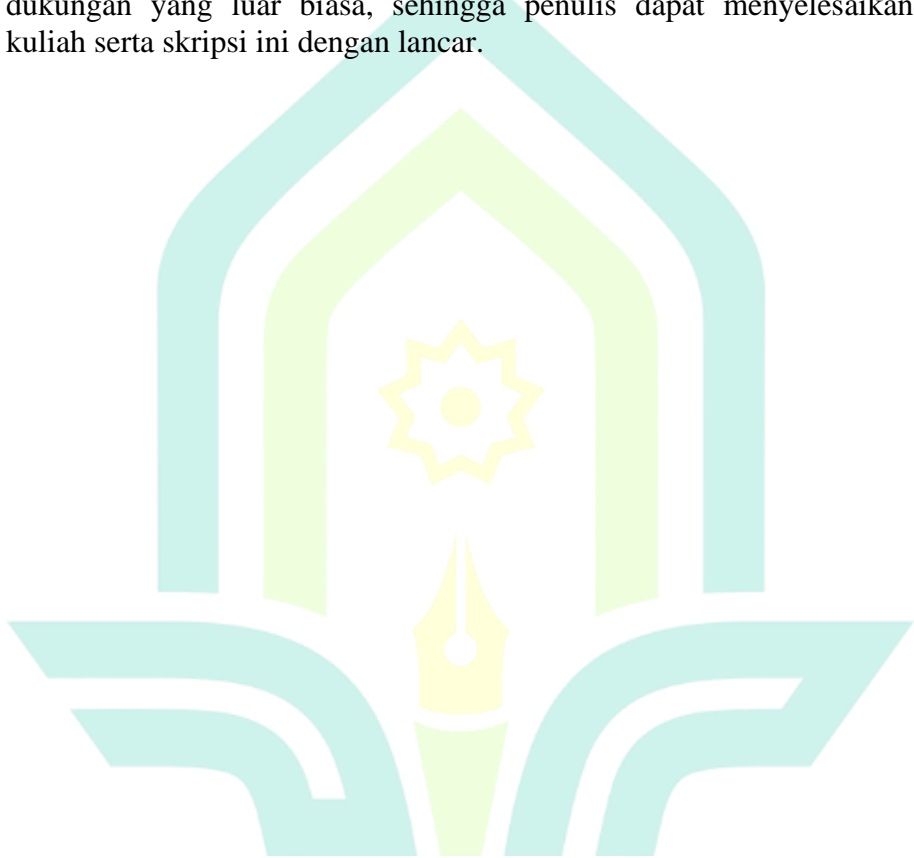 dukungan yang luar biasa, sehingga penulis dapat menyelesaikan
kuliah serta skripsi ini dengan lancar.